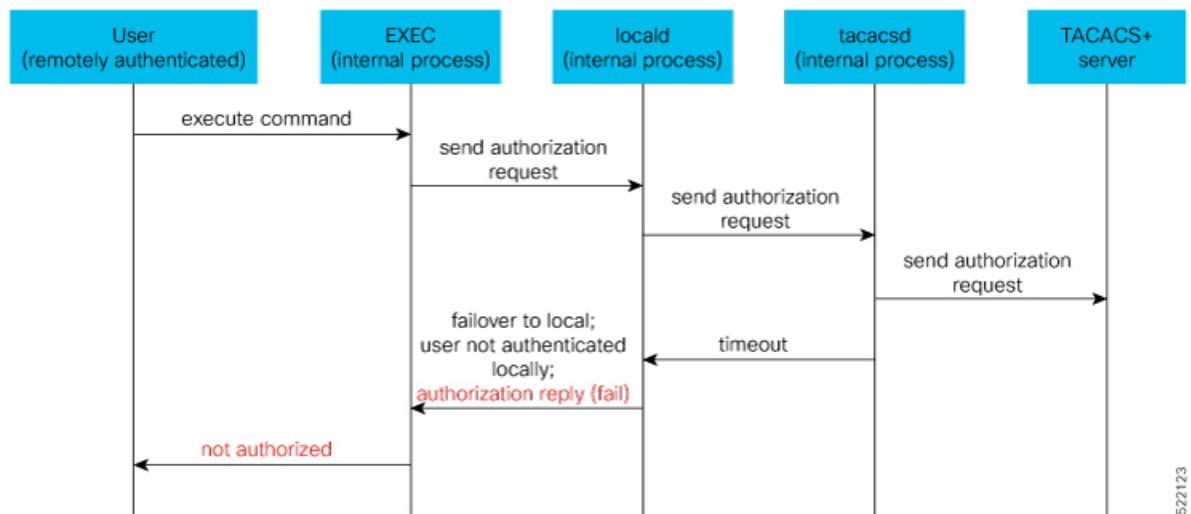 User
(remotely authenticated)
EXEC
(internal process)
locald
(internal process)
tacacsd
(internal process)
TACACS+
server
execute command
send authorization
request
send authorization
request
send authorization
request
timeout
failover to local;
user not authenticated
locally;
authorization reply (fail)
not authorized
522123